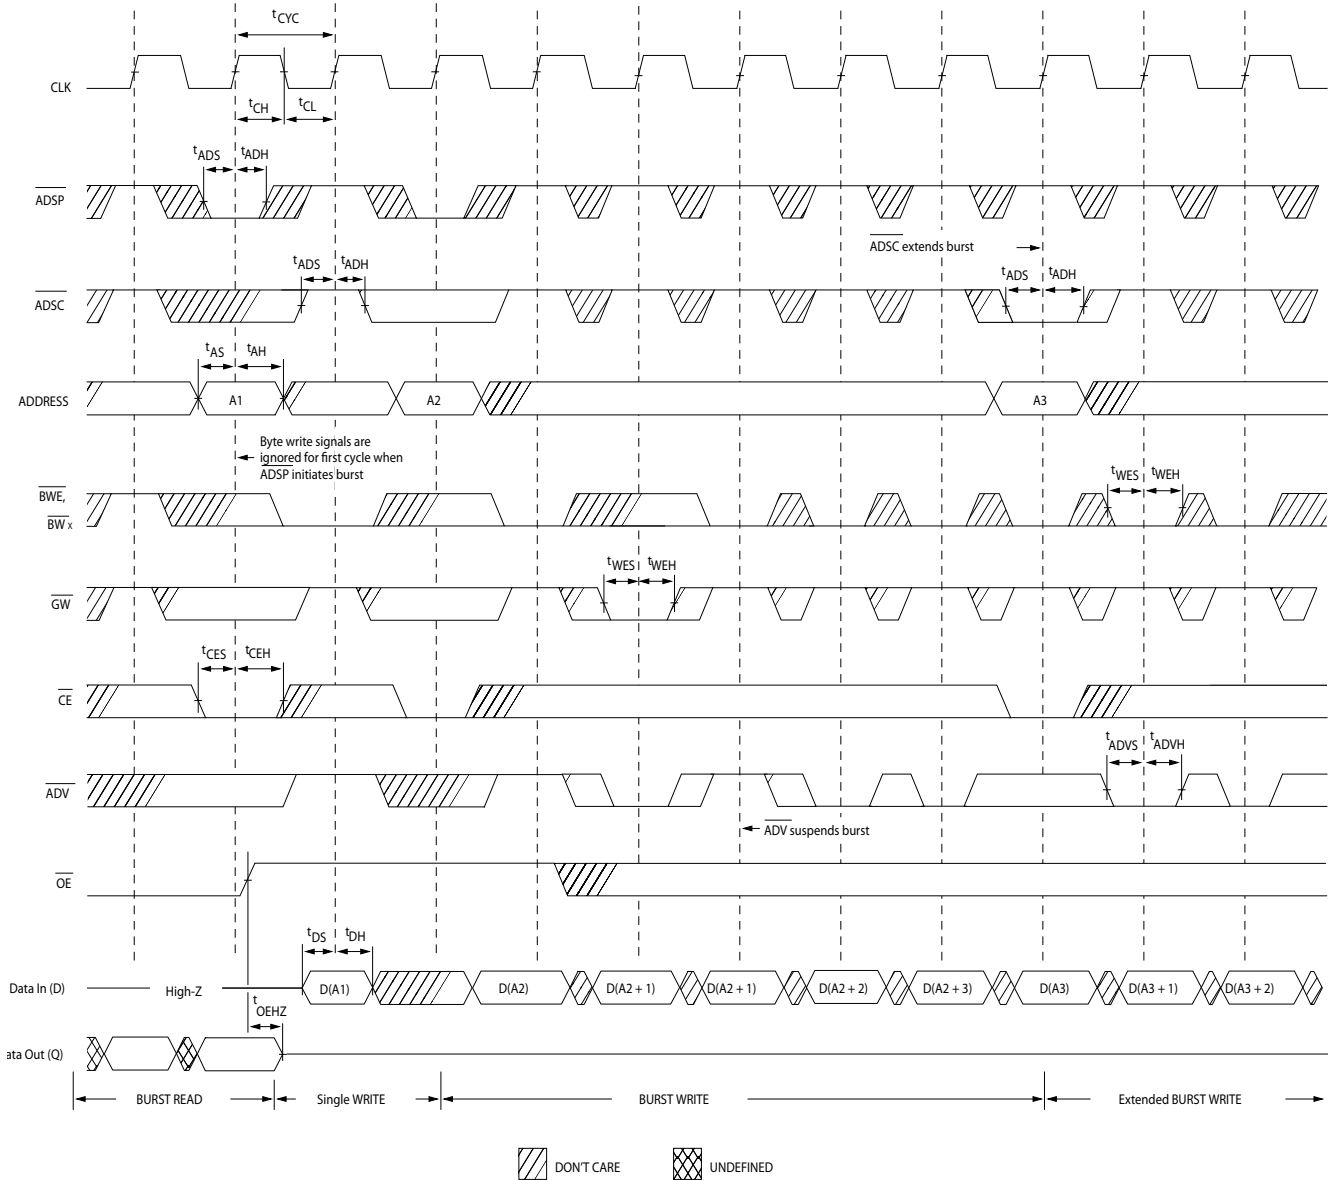 tCYC
CLK
tCH tCL
tADS tADH
ADSP
ADSC extends burst
tADS tADH tADS tADH
ADSC
tAS tAH
ADDRESS A1 A2 A3
Byte write signals are
ignored for first cycle when
ADSP initiates burst
tWES tWEH
BWE,
BW x
tWES tWEH
GW
tCES tCEH
CE
tADVS tADVH
ADV
ADV suspends burst
OE
tDS tDH
Data In (D) High-Z D(A1) D(A2) D(A2 + 1) D(A2 + 1) D(A2 + 2) D(A2 + 3) D(A3) D(A3 + 1) D(A3 + 2)
tOEHZ
ata Out (Q)
BURST READ Single WRITE BURST WRITE Extended BURST WRITE
DON'T CARE UNDEFINED